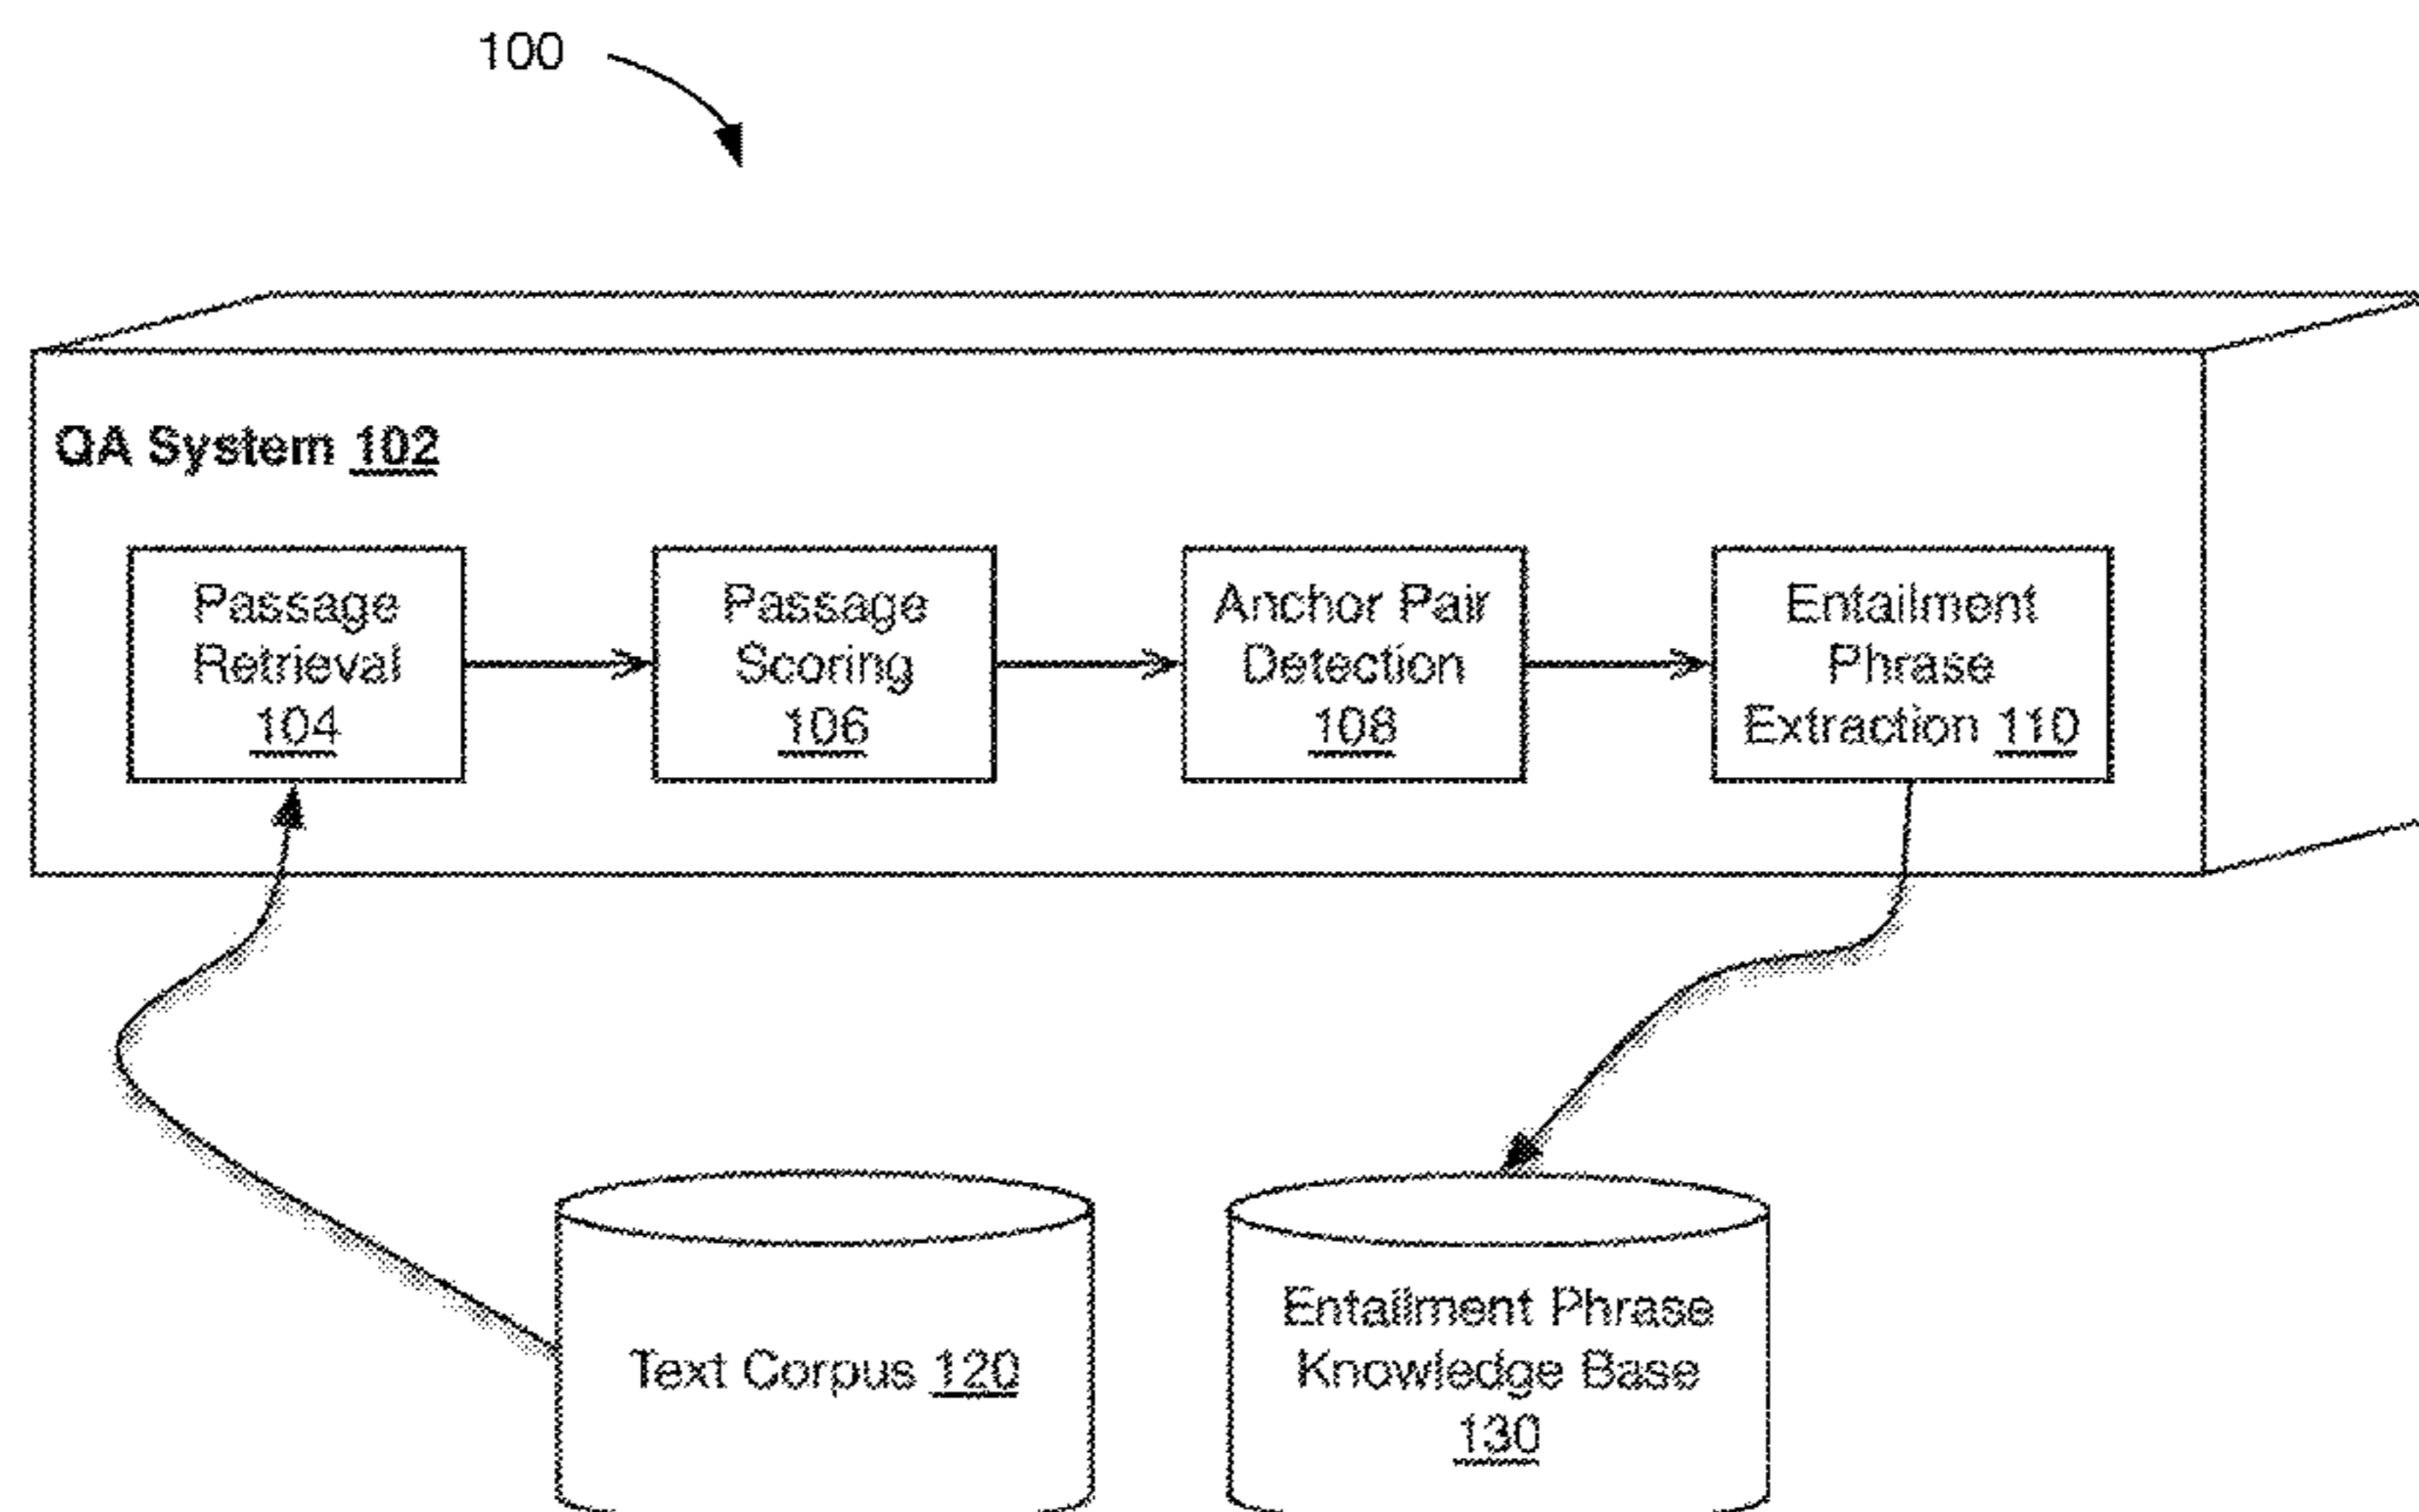 100
QA System 102
Passage
Retrieval
104
Passage
Scoring
106
Anchor Pair
Detection
108
Entailment
Phrase
Extraction 110
Text Corpus 120
Entailment Phrase
Knowledge Base
130